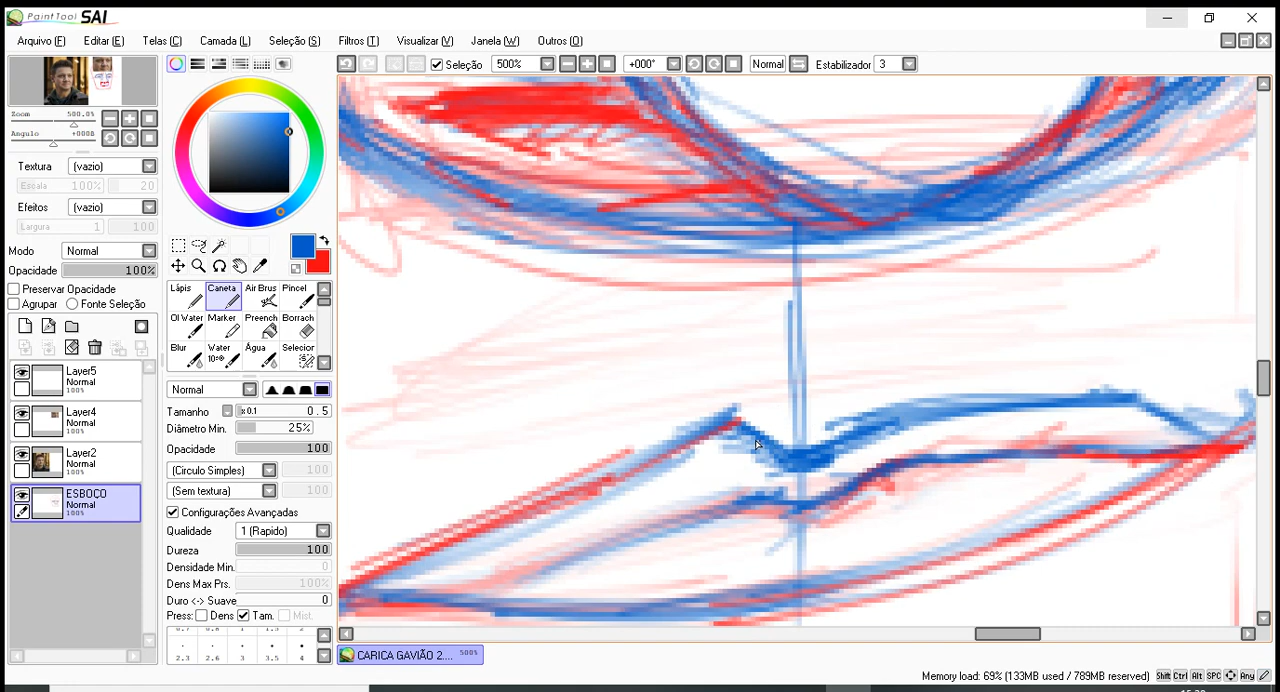 PaintTool SAI
Arquivo (F) Editar (E) Telas (C) Camada (L) Seleção (S) Filtros (T) Visualizar (V) Janela (W) Outros (O)
Seleção 500% +000° Normal Estabilizador 3
Zoom 500.0%
Angulo +000ß
Textura (vazio)
Escala 100% 20
Efeitos (vazio)
Largura 1 100
Modo Normal
Opacidade 100%
Preservar Opacidade
Agrupar Fonte Seleção
Layer5
Normal
100%
Layer4
Normal
100%
Layer2
Normal
100%
ESBOÇO
Normal
100%
Lápis Caneta Air Brus Pincel
Oil Water Marker Preench Borrach
Blur Water 10** Água Selecior
Normal
Tamanho x 0.1 0.5
Diâmetro Min. 25%
Opacidade 100
(Circulo Simples) 100
(Sem textura) 100
Configurações Avançadas
Qualidade 1 (Rapido)
Dureza 100
Densidade Min. 0
Dens Max Prs. 100%
Duro <-> Suave 0
Press: Dens Tam. Mist.
2.3 2.6 3 3.5 4
CARICA GAVIÃO 2.... 500%
Memory load: 69% (133MB used / 789MB reserved) Shift Ctrl Alt SPC Any